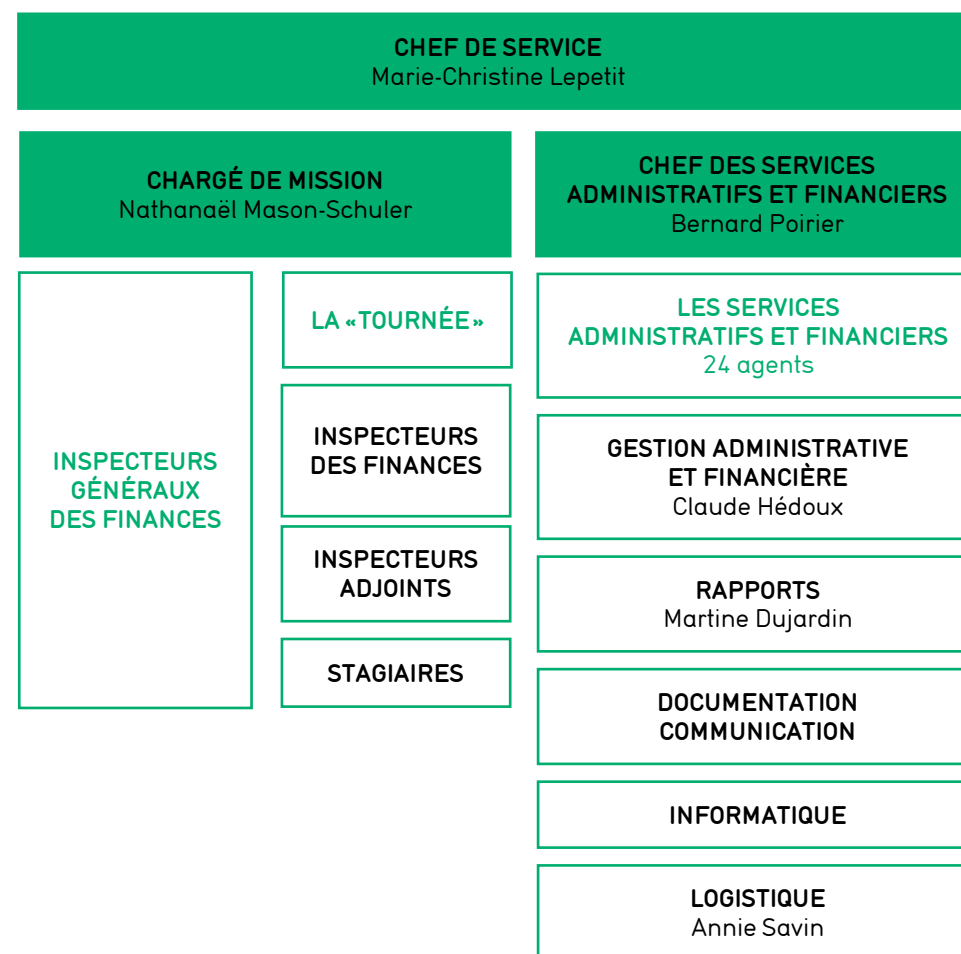 CHEF DE SERVICE
Marie-Christine Lepetit
CHARGÉ DE MISSION
Nathanaël Mason-Schuler
CHEF DES SERVICES
ADMINISTRATIFS ET FINANCIERS
Bernard Poirier
INSPECTEURS
GÉNÉRAUX
DES FINANCES
LA «TOURNÉE»
INSPECTEURS
DES FINANCES
INSPECTEURS
ADJOINTS
STAGIAIRES
LES SERVICES
ADMINISTRATIFS ET FINANCIERS
24 agents
GESTION ADMINISTRATIVE
ET FINANCIÈRE
Claude Hédoux
RAPPORTS
Martine Dujardin
DOCUMENTATION
COMMUNICATION
INFORMATIQUE
LOGISTIQUE
Annie Savin